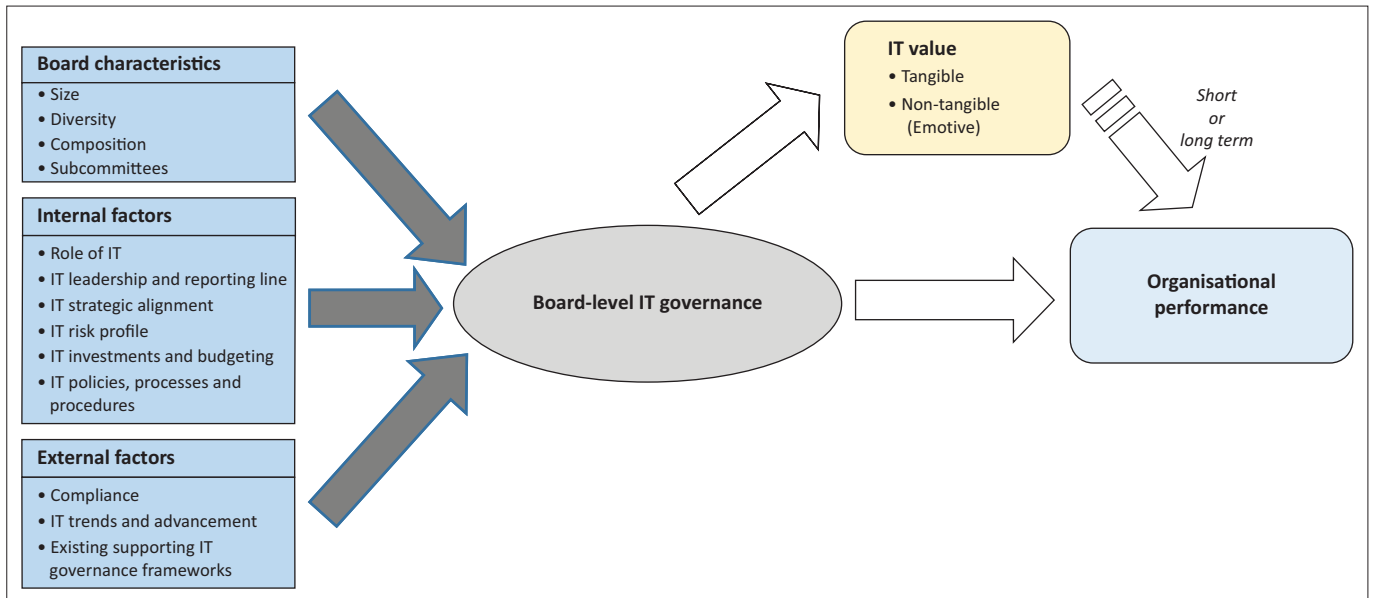 Board characteristics
• Size
• Diversity
• Composition
• Subcommittees
Internal factors
• Role of IT
• IT leadership and reporting line
• IT strategic alignment
• IT risk profile
• IT investments and budgeting
• IT policies, processes and
procedures
External factors
• Compliance
• IT trends and advancement
• Existing supporting IT
governance frameworks
Board-level IT governance
IT value
• Tangible
• Non-tangible
(Emotive)
Short
or
long term
Organisational
performance